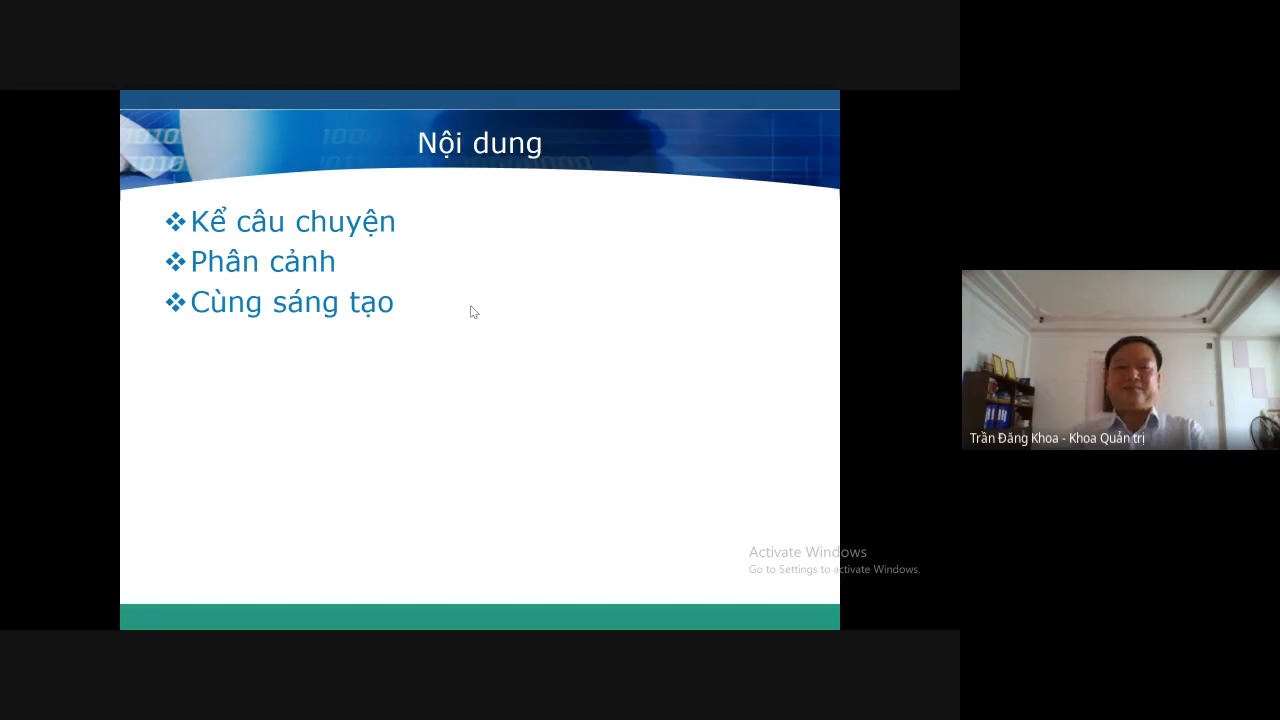 Nội dung
❖Kể câu chuyện
❖Phân cảnh
❖Cùng sáng tạo
Activate Windows
Go to Settings to activate Windows.
Trần Đăng Khoa - Khoa Quản trị